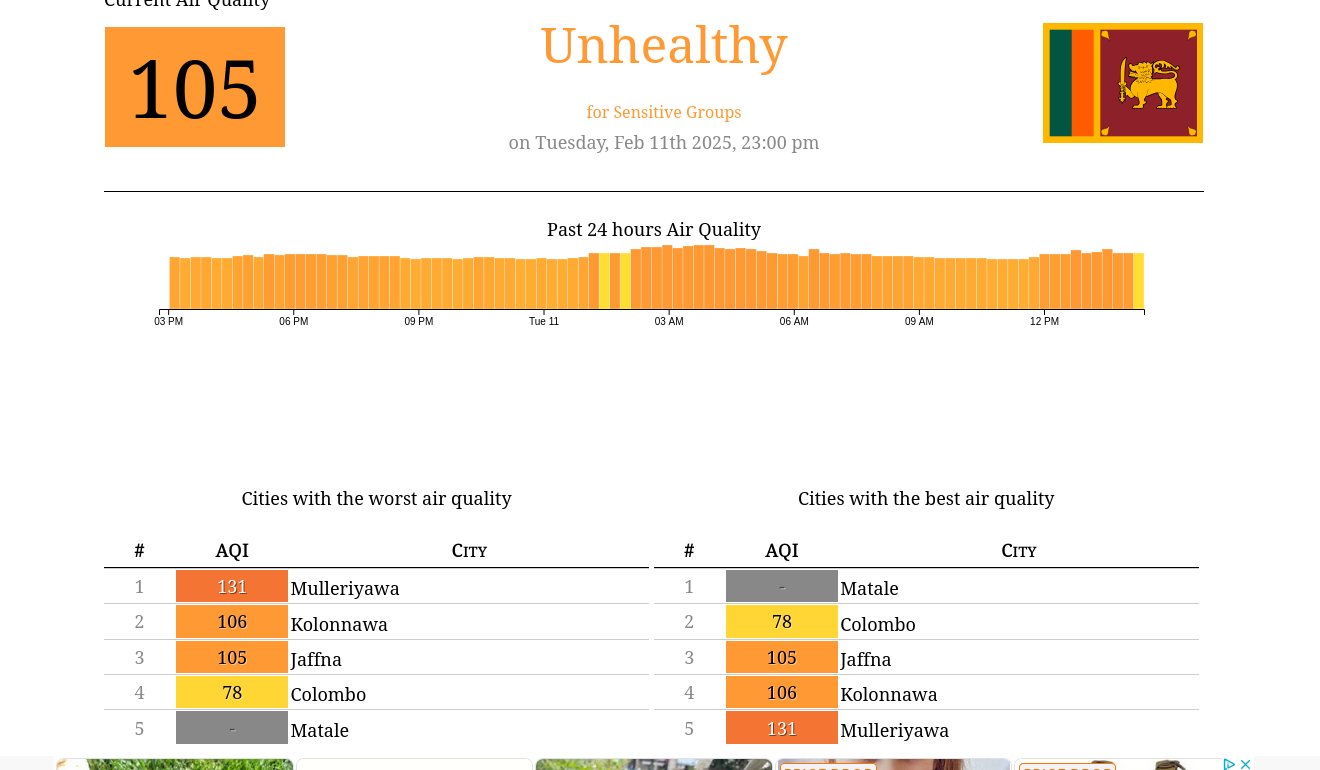 Current Air Quality
105
Unhealthy
for Sensitive Groups
on Tuesday, Feb 11th 2025, 23:00 pm
Past 24 hours Air Quality
03 PM 06 PM 09 PM Tue 11 03 AM 06 AM 09 AM 12 PM
Cities with the worst air quality
# AQI City
1 131 Mulleriyawa
2 106 Kolonnawa
3 105 Jaffna
4 78 Colombo
5 - Matale
Cities with the best air quality
# AQI City
1 - Matale
2 78 Colombo
3 105 Jaffna
4 106 Kolonnawa
5 131 Mulleriyawa
PRICE DROP
PRICE DROP